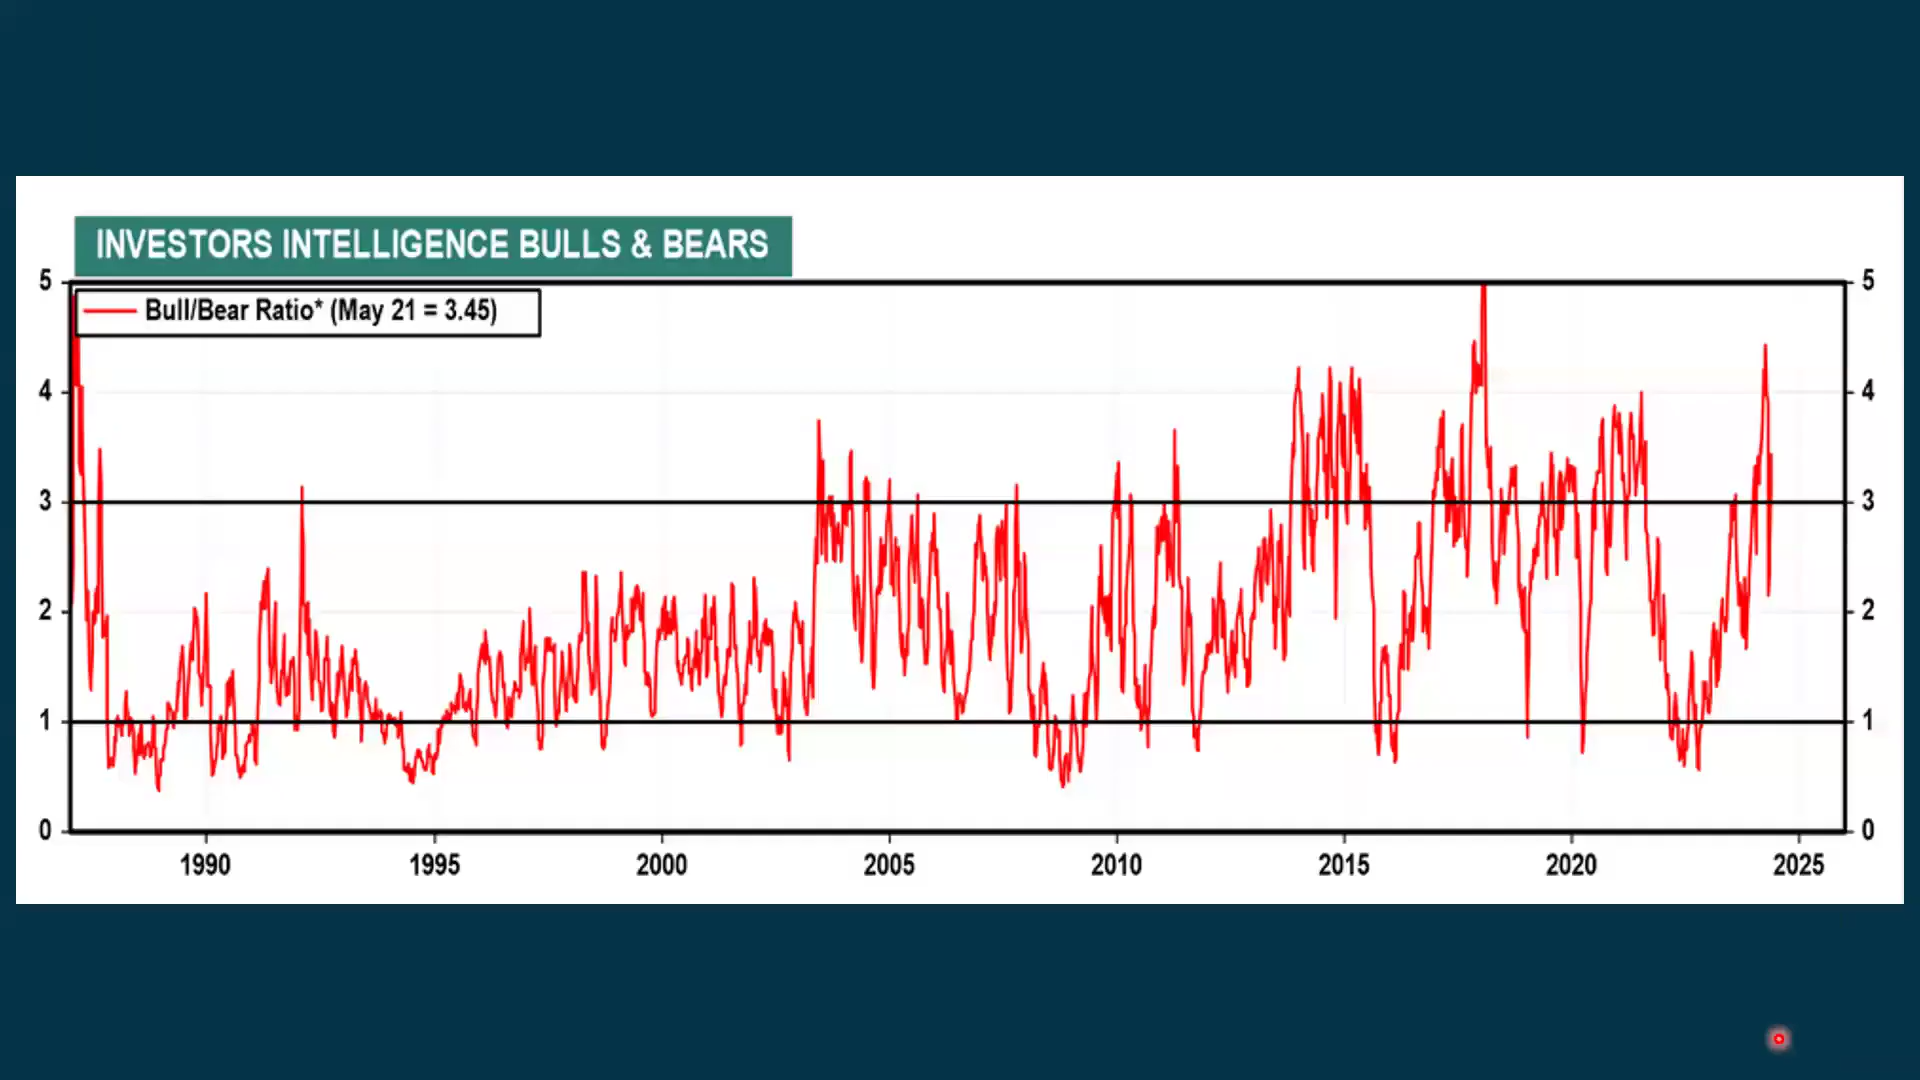 INVESTORS INTELLIGENCE BULLS & BEARS
Bull/Bear Ratio* (May 21 = 3.45)
5 5
4 4
3 3
2 2
1 1
0 0
1990 1995 2000 2005 2010 2015 2020 2025